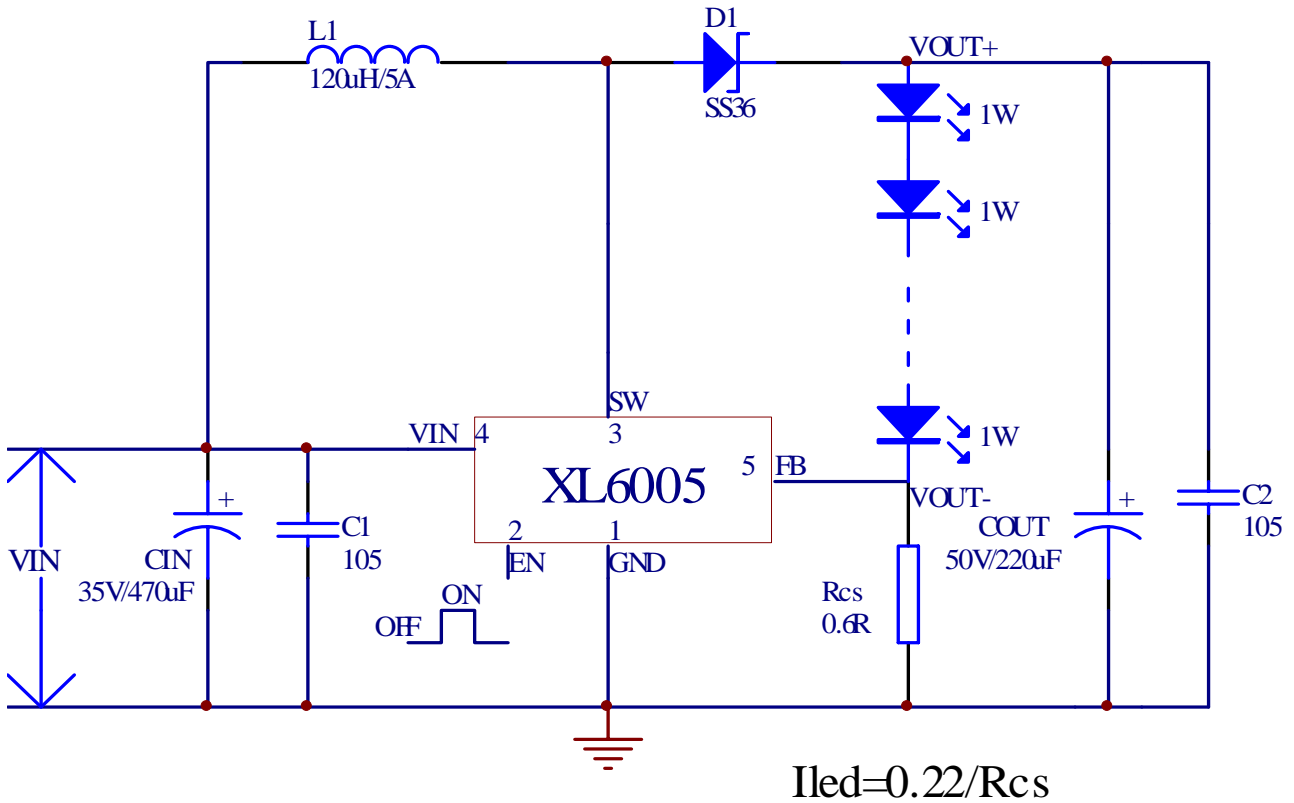 L1
120uH/5A
D1
SS36
VOUT+
1W
1W
1W
SW
VIN 4
3
5 FB
XL6005
VOUT-
2
1
EN
GND
VIN
+
CIN
35V/470uF
C1
105
OFF
ON
Rcs
0.6R
+
COUT
50V/220uF
C2
105
Iled=0.22/Rcs